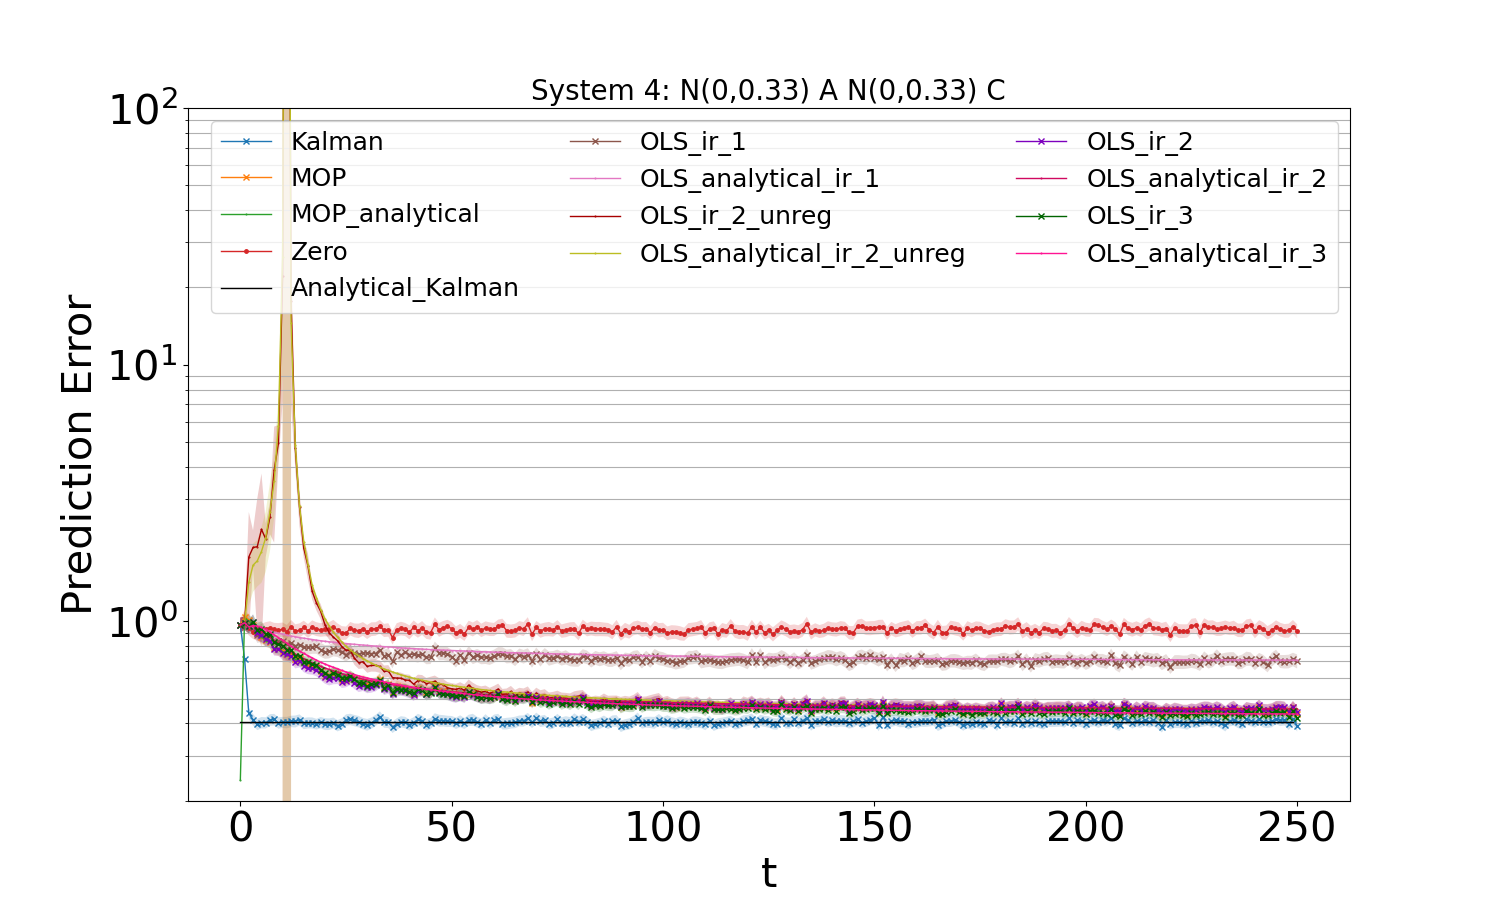 System 4: N(0,0.33) A N(0,0.33) C
10²
10¹
10⁰
Prediction Error
Kalman
MOP
MOP_analytical
Zero
Analytical_Kalman
OLS_ir_1
OLS_analytical_ir_1
OLS_ir_2_unreg
OLS_analytical_ir_2_unreg
OLS_ir_2
OLS_analytical_ir_2
OLS_ir_3
OLS_analytical_ir_3
0 50 100 150 200 250
t